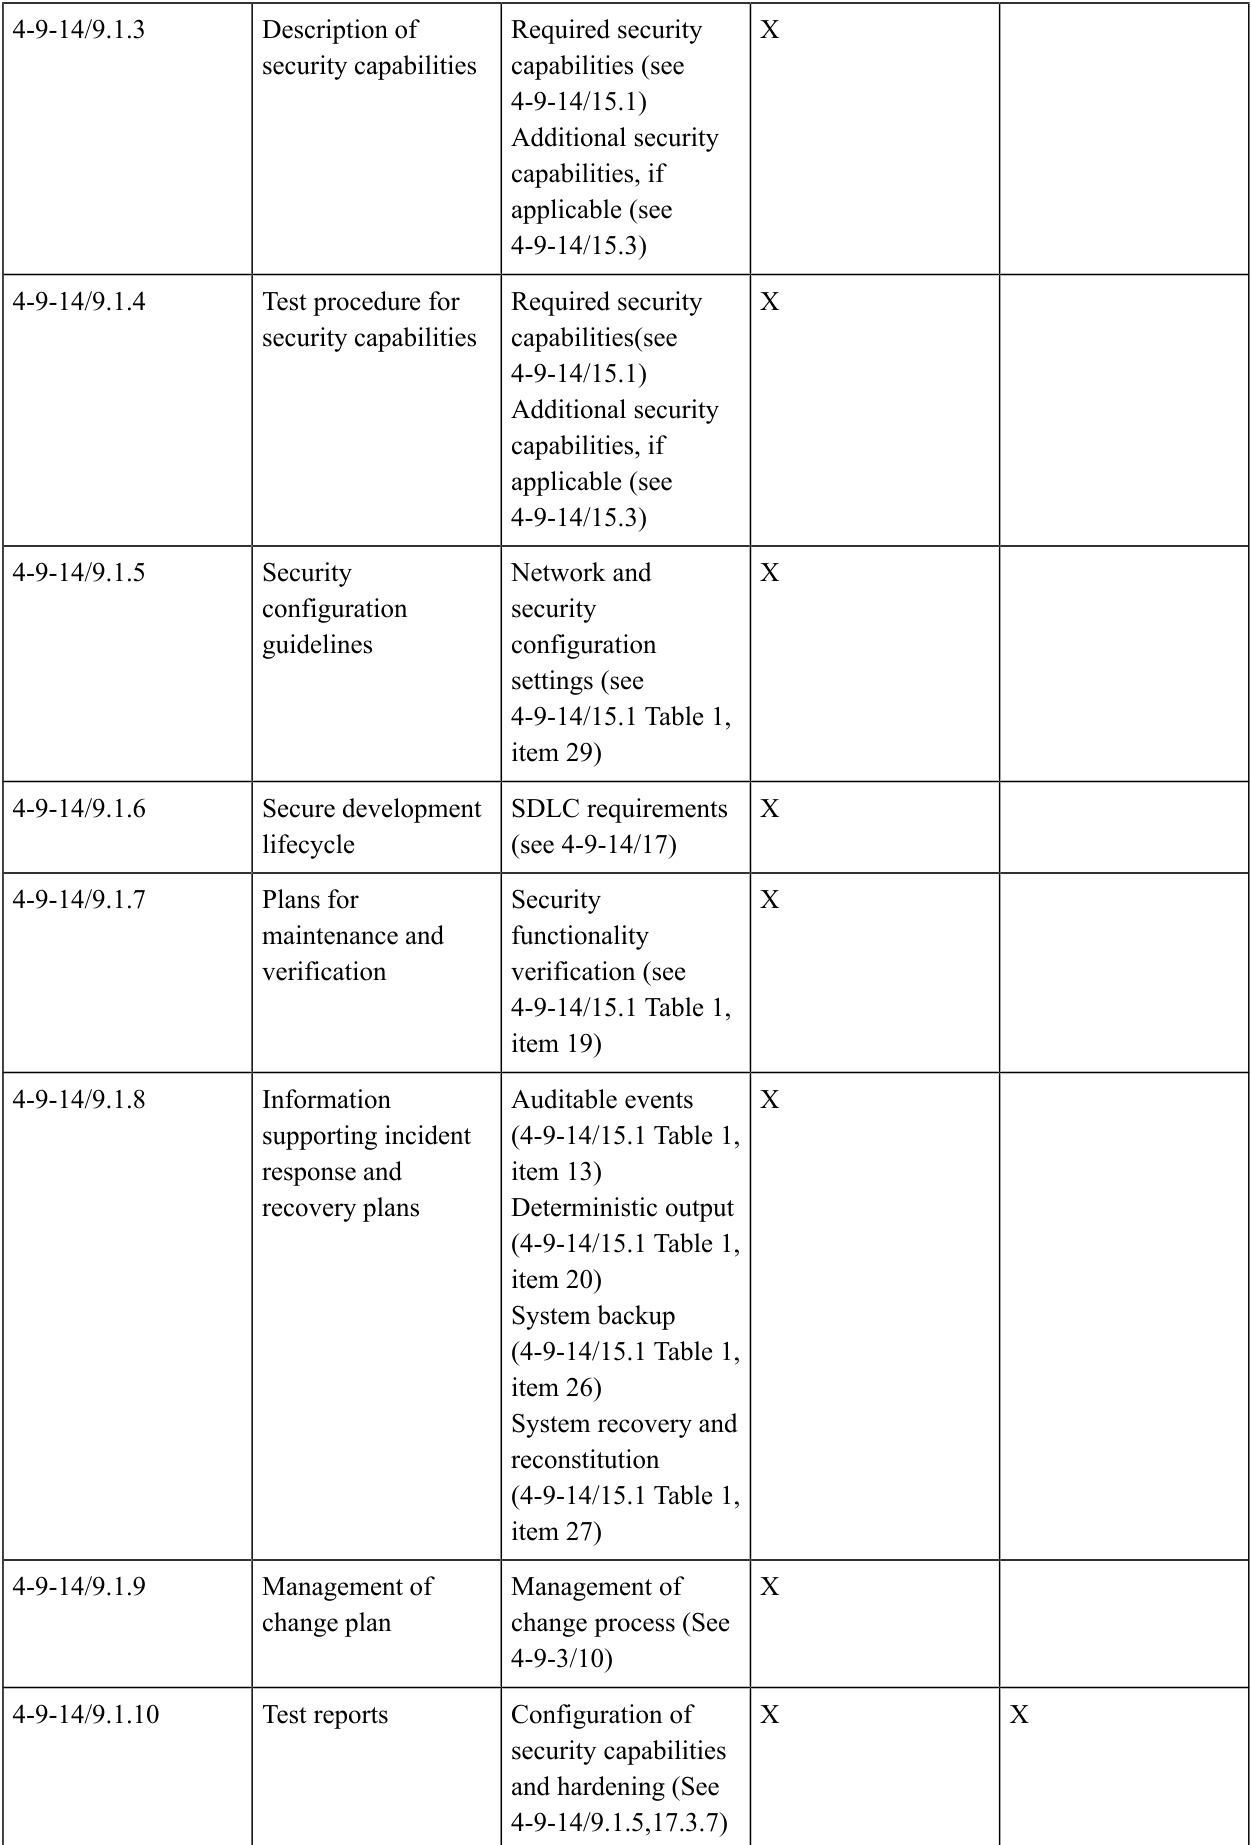 4-9-14/9.1.3
Description of
security capabilities
Required security
capabilities (see
4-9-14/15.1)
Additional security
capabilities, if
applicable (see
4-9-14/15.3)
X
4-9-14/9.1.4
Test procedure for
security capabilities
Required security
capabilities(see
4-9-14/15.1)
Additional security
capabilities, if
applicable (see
4-9-14/15.3)
X
4-9-14/9.1.5
Security
configuration
guidelines
Network and
security
configuration
settings (see
4-9-14/15.1 Table 1,
item 29)
X
4-9-14/9.1.6
Secure development
lifecycle
SDLC requirements
(see 4-9-14/17)
X
4-9-14/9.1.7
Plans for
maintenance and
verification
Security
functionality
verification (see
4-9-14/15.1 Table 1,
item 19)
X
4-9-14/9.1.8
Information
supporting incident
response and
recovery plans
Auditable events
(4-9-14/15.1 Table 1,
item 13)
Deterministic output
(4-9-14/15.1 Table 1,
item 20)
System backup
(4-9-14/15.1 Table 1,
item 26)
System recovery and
reconstitution
(4-9-14/15.1 Table 1,
item 27)
X
4-9-14/9.1.9
Management of
change plan
Management of
change process (See
4-9-3/10)
X
4-9-14/9.1.10
Test reports
Configuration of
security capabilities
and hardening (See
4-9-14/9.1.5,17.3.7)
X
X